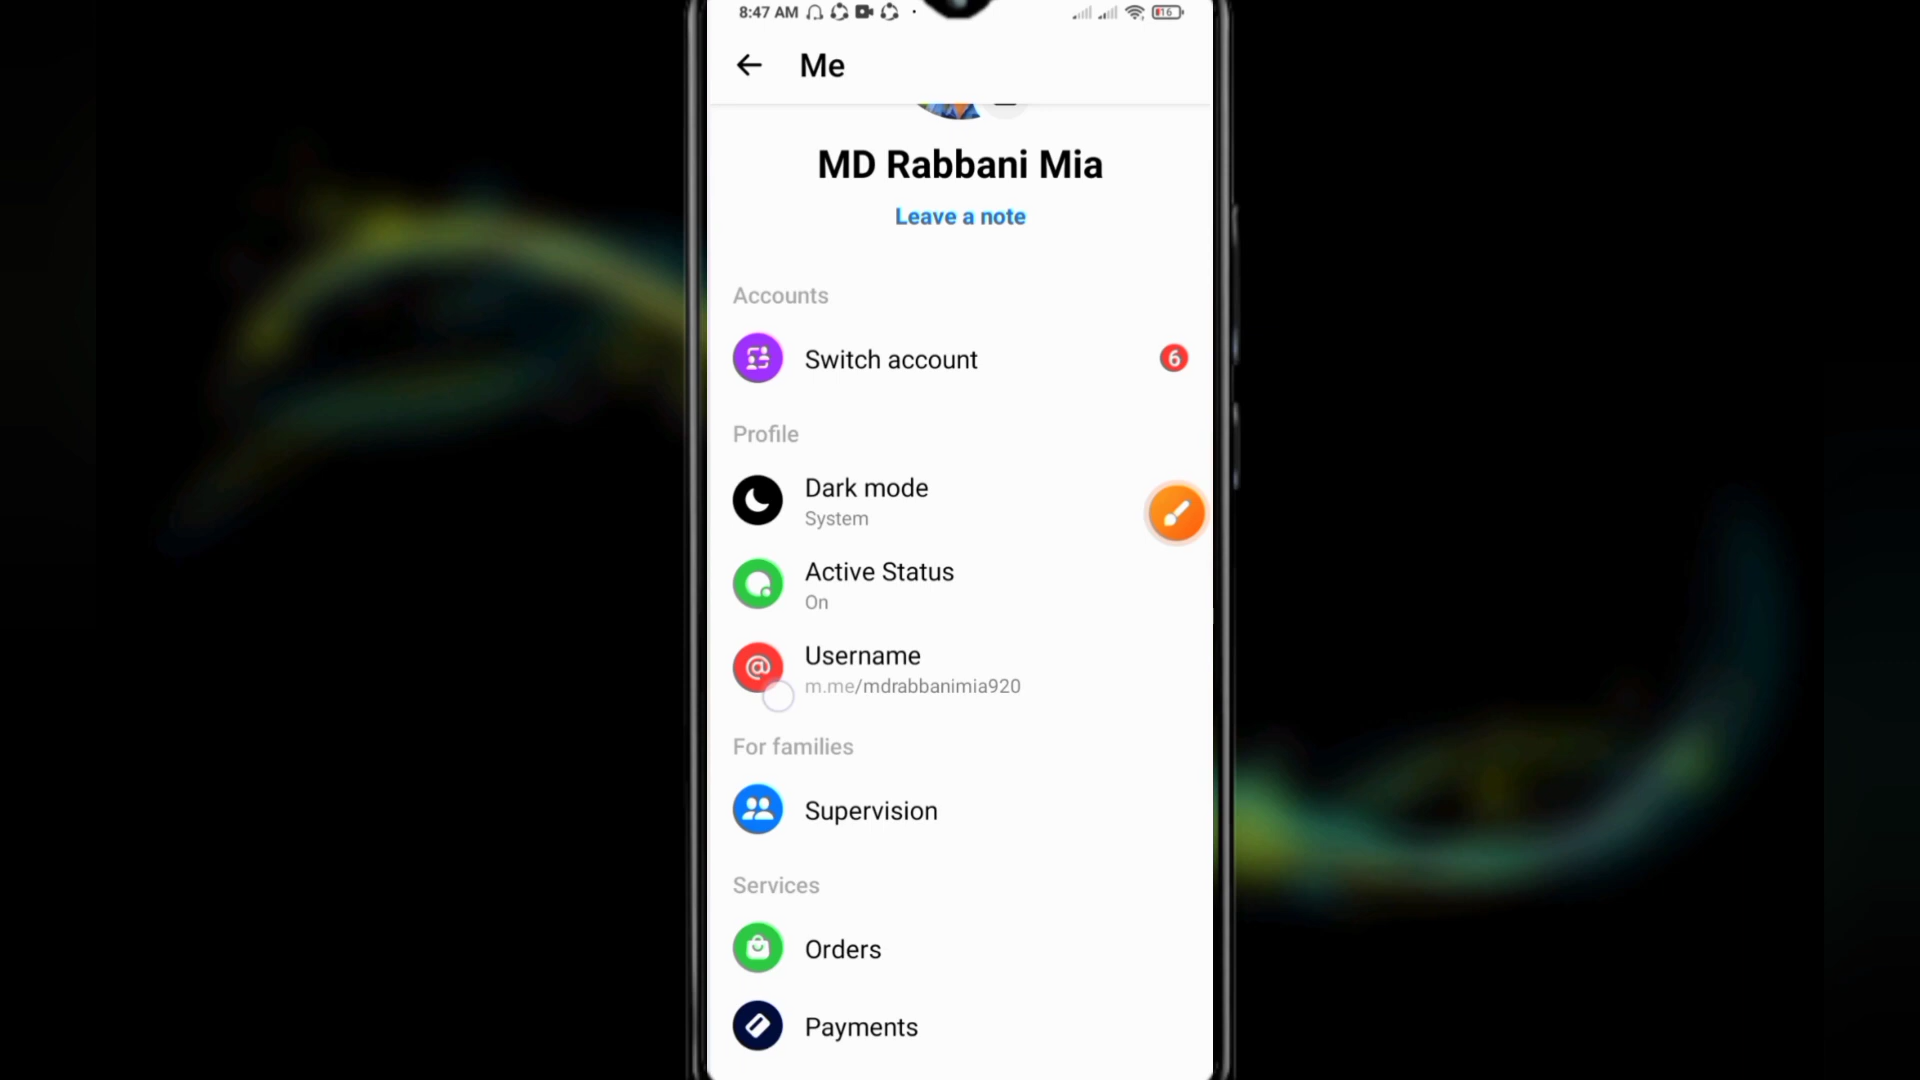 8:47 AM
16
Me
MD Rabbani Mia
Leave a note
Accounts
Switch account
6
Profile
Dark mode
System
Active Status
On
Username
m.me/mdrabbanimia920
For families
Supervision
Services
Orders
Payments